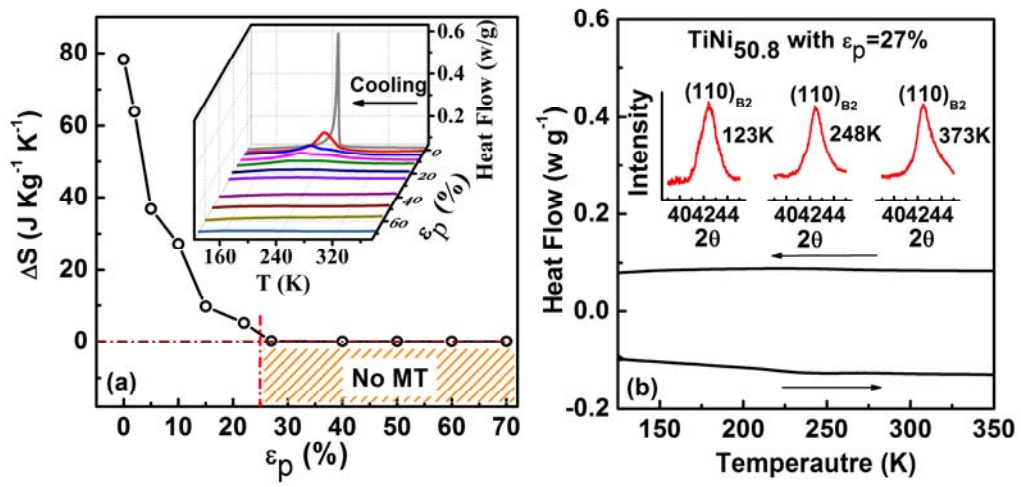 80
60
40
20
0
ΔS (J Kg⁻¹ K⁻¹)
0 10 20 30 40 50 60 70
εp (%)
(a)
No MT
Cooling
0.6
0.4
0.2
Heat Flow (w/g)
0
20
40
60
εp (%)
160 240 320
T (K)
0.8
0.6
0.4
0.2
0.0
-0.2
Heat Flow (w g⁻¹)
TiNi50.8 with εp=27%
(110)B2 (110)B2 (110)B2
123K 248K 373K
Intensity
404244 404244 404244
2θ 2θ 2θ
(b)
150 200 250 300 350
Temperautre (K)